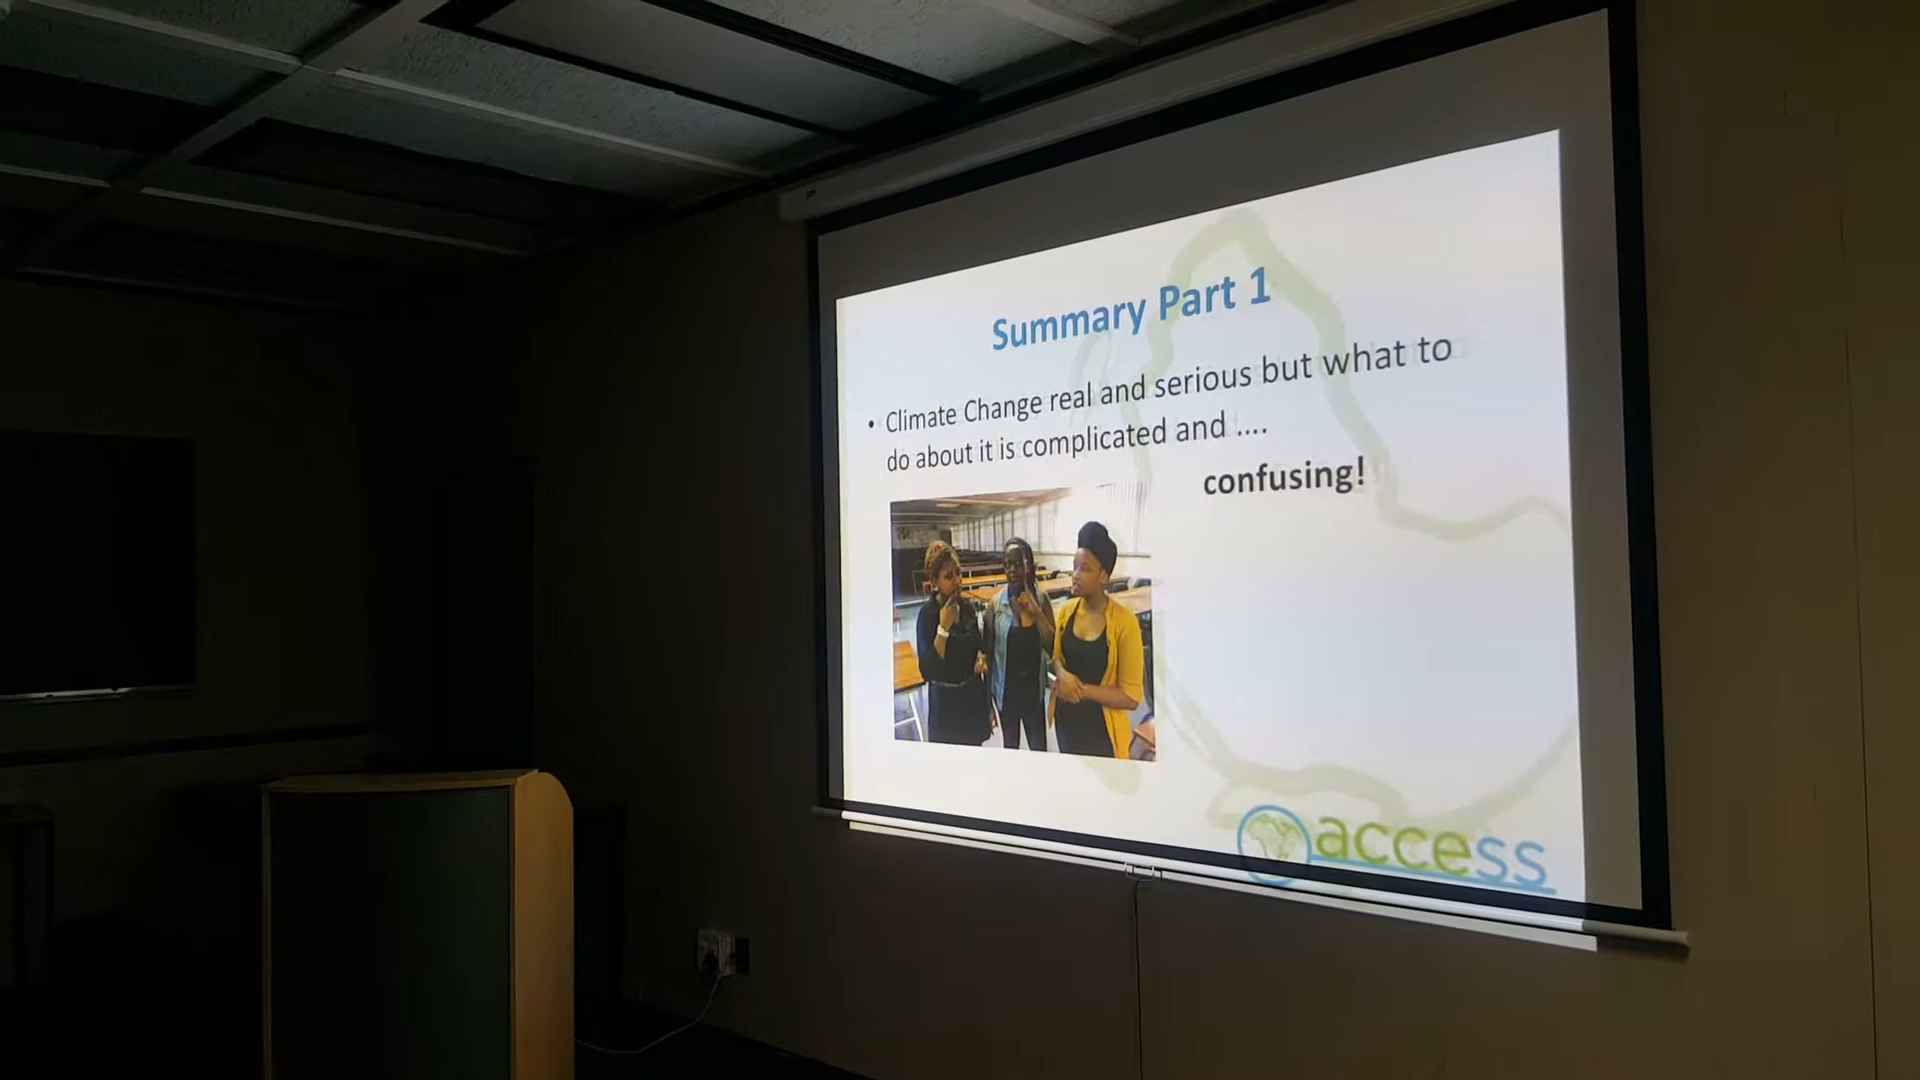 Summary Part 1
• Climate Change real and serious but what to
do about it is complicated and ....
confusing!
access